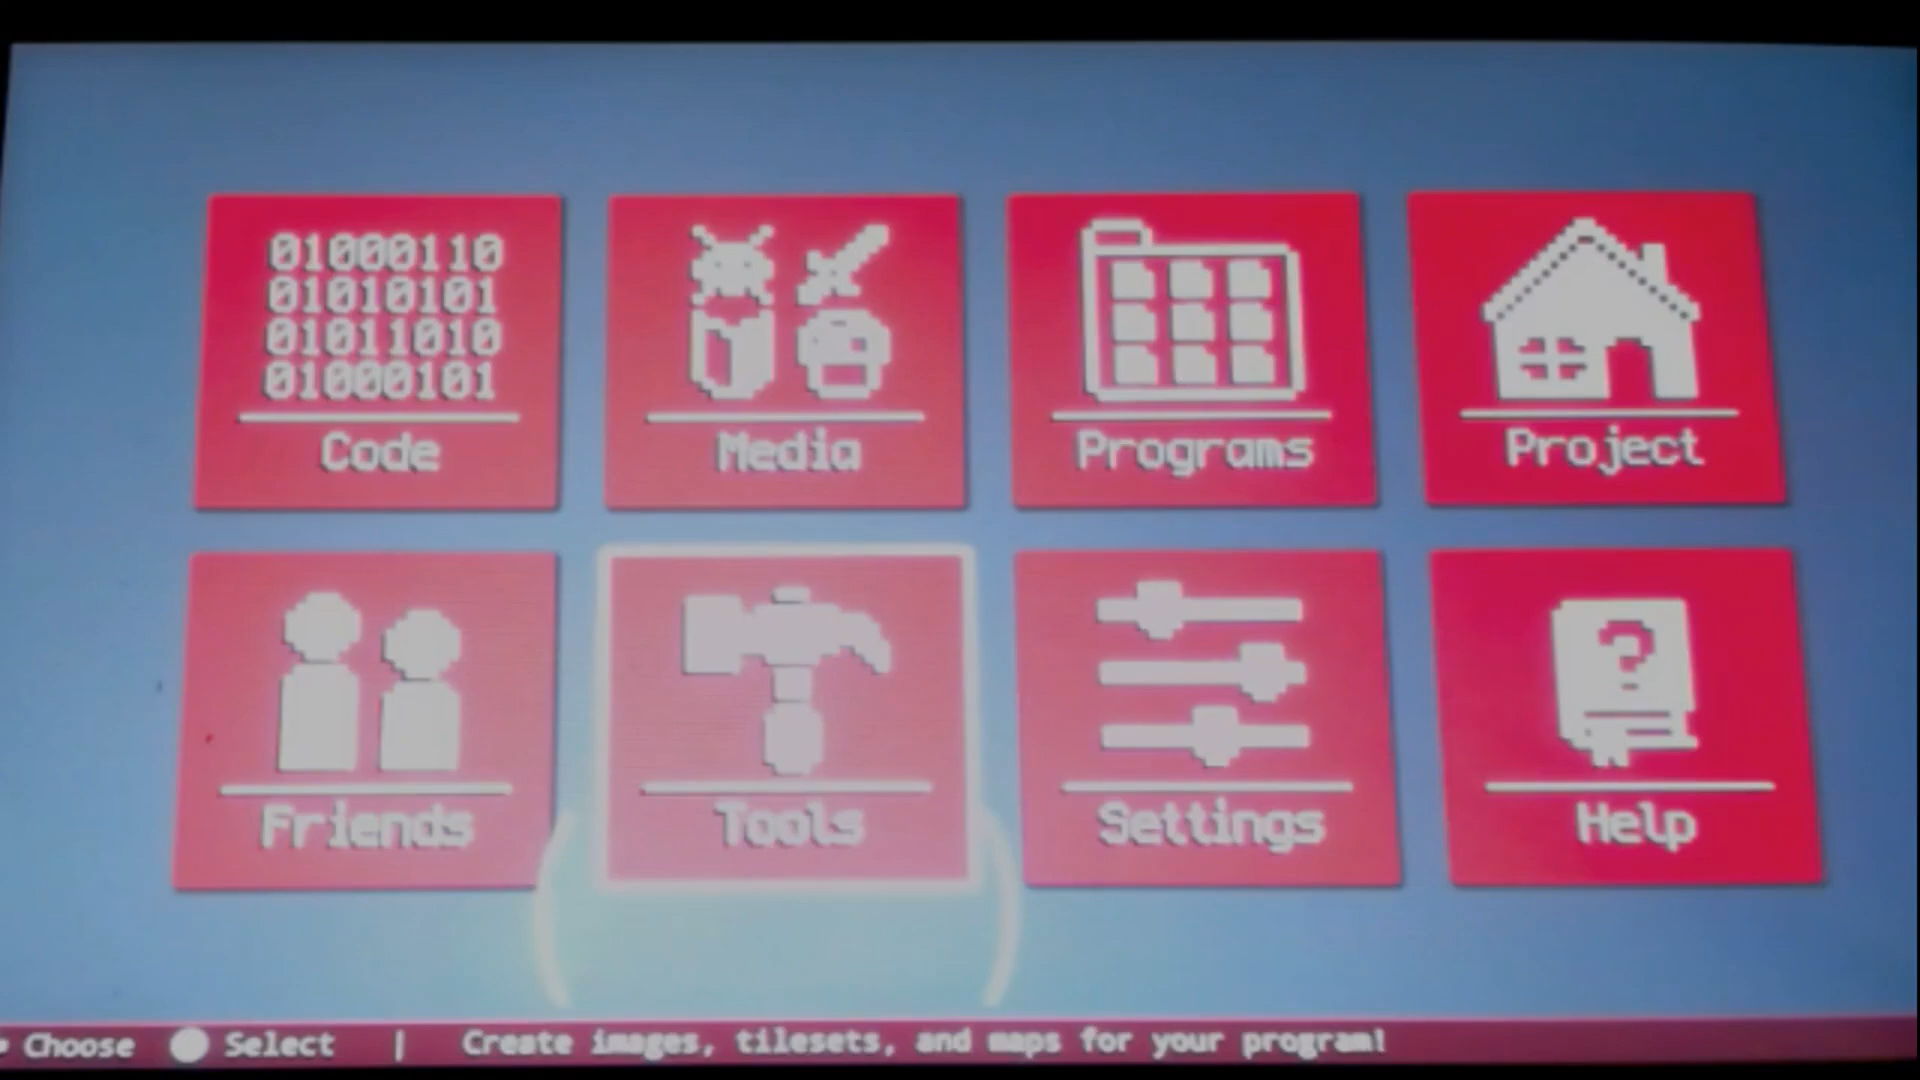 01000110
01010101
01011010
01000101
Code
Media
Programs
Project
Friends
Tools
?
Settings
Help
Choose Select | Create images, tilesets, and maps for your program!